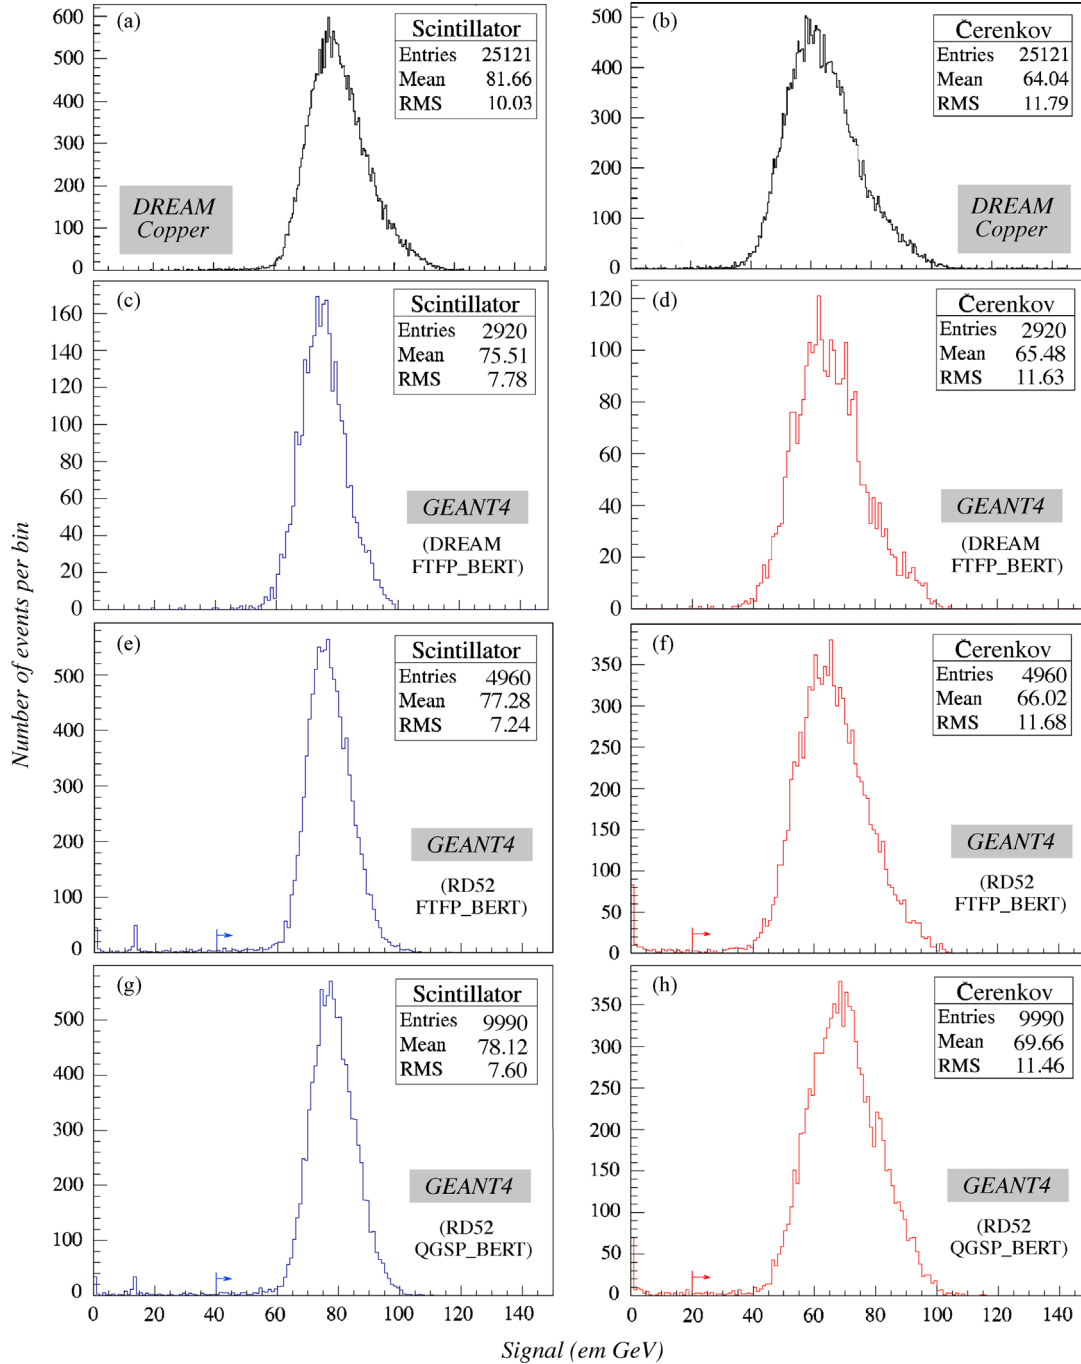 (a)
Scintillator
Entries 25121
Mean 81.66
RMS 10.03
DREAM
Copper
600
500
400
300
200
100
0
(b)
Čerenkov
Entries 25121
Mean 64.04
RMS 11.79
DREAM
Copper
500
400
300
200
100
0
(c)
Scintillator
Entries 2920
Mean 75.51
RMS 7.78
GEANT4
(DREAM
FTFP_BERT)
160
140
120
100
80
60
40
20
0
(d)
Čerenkov
Entries 2920
Mean 65.48
RMS 11.63
GEANT4
(DREAM
FTFP_BERT)
120
100
80
60
40
20
0
Number of events per bin
(e)
Scintillator
Entries 4960
Mean 77.28
RMS 7.24
GEANT4
(RD52
FTFP_BERT)
500
400
300
200
100
0
(f)
Čerenkov
Entries 4960
Mean 66.02
RMS 11.68
GEANT4
(RD52
FTFP_BERT)
350
300
250
200
350
100
50
0
(g)
Scintillator
Entries 9990
Mean 78.12
RMS 7.60
GEANT4
(RD52
QGSP_BERT)
500
400
300
200
100
0
0 20 40 60 80 100 120 140
(h)
Čerenkov
Entries 9990
Mean 69.66
RMS 11.46
GEANT4
(RD52
QGSP_BERT)
350
300
250
200
350
100
50
0
0 20 40 60 80 100 120 140
Signal (em GeV)